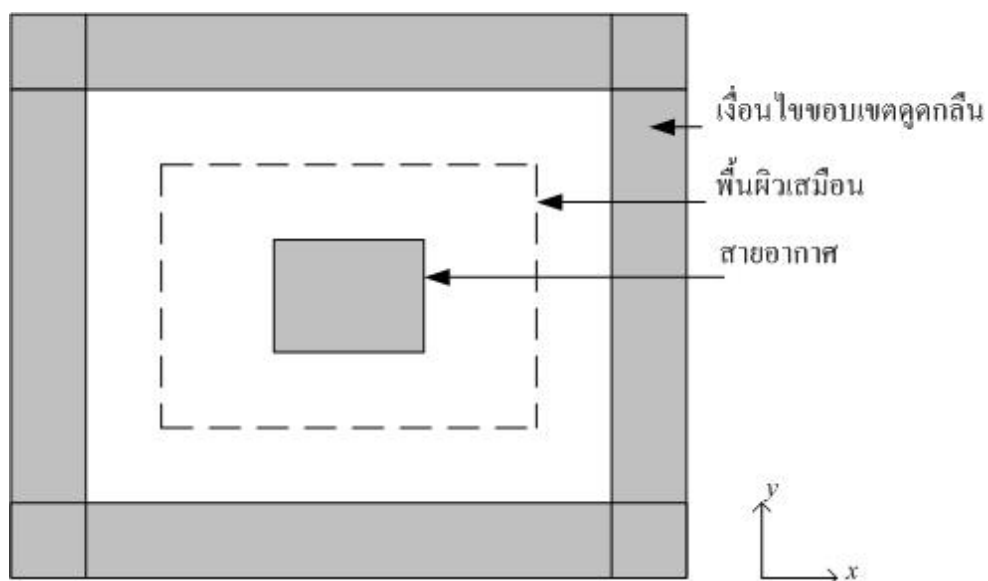 เงื่อนไขขอบเขตดูดกลืน
พื้นผิวเสมือน
สายอากาศ
y
x